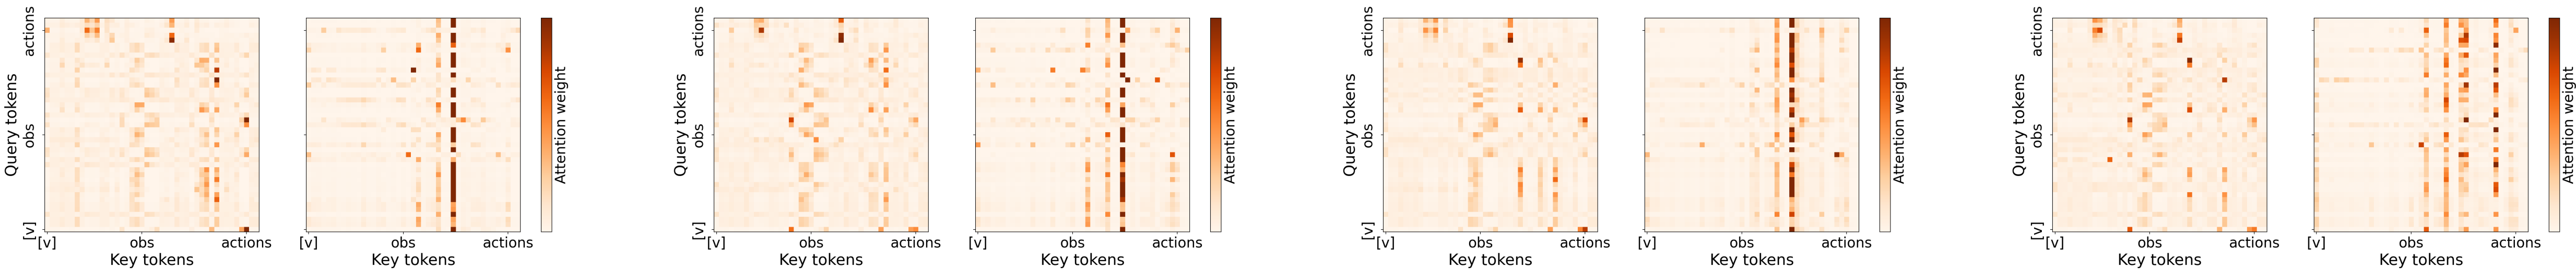 Query tokens
actions
obs
[v]
[v] obs actions
Key tokens
[v] obs actions
Key tokens
Attention weight
Query tokens
actions
obs
[v]
[v] obs actions
Key tokens
[v] obs actions
Key tokens
Attention weight
Query tokens
actions
obs
[v]
[v] obs actions
Key tokens
[v] obs actions
Key tokens
Attention weight
Query tokens
actions
obs
[v]
[v] obs actions
Key tokens
[v] obs actions
Key tokens
Attention weight